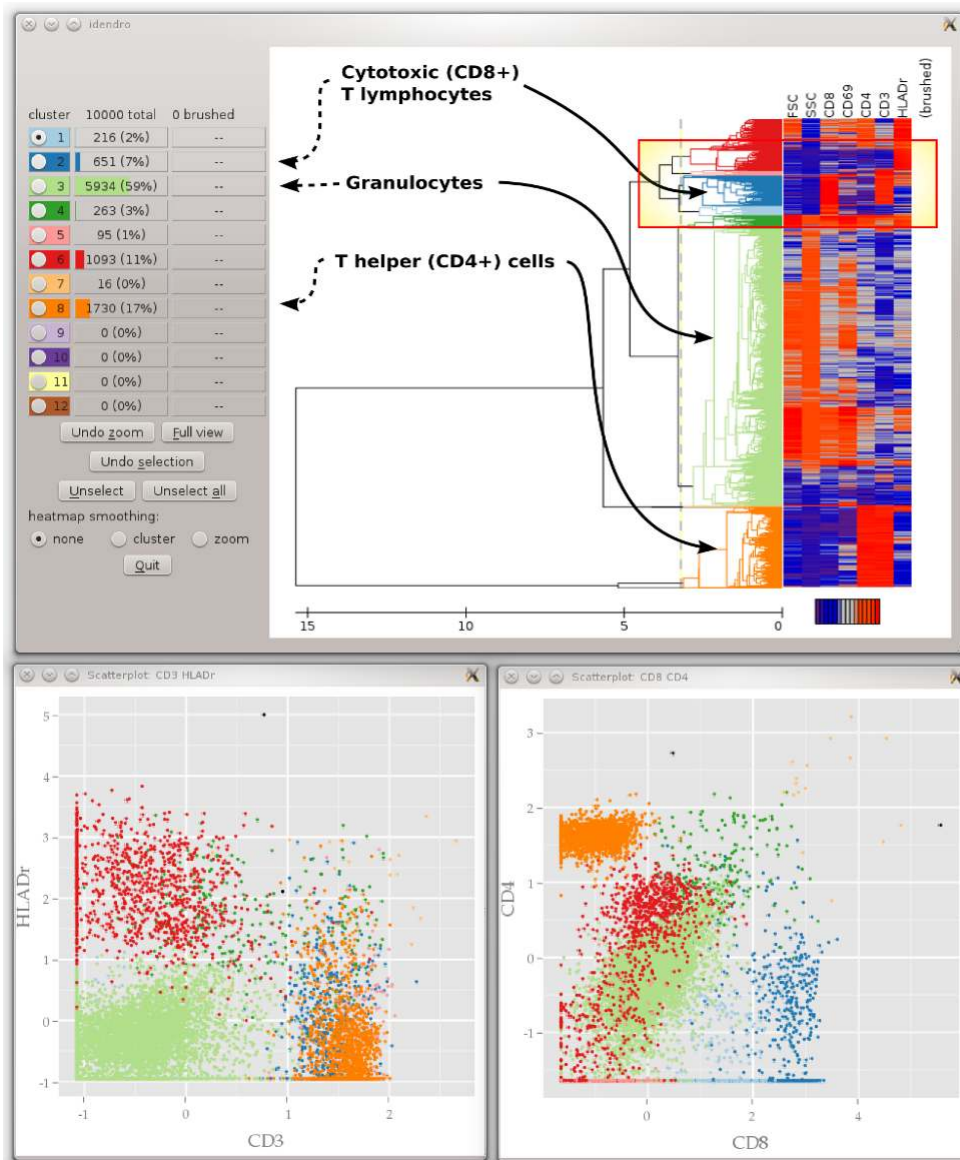 idendro
Cytotoxic (CD8+)
T lymphocytes
Granulocytes
T helper (CD4+) cells
cluster 10000 total 0 brushed
1 216 (2%) --
2 651 (7%) --
3 5934 (59%) --
4 263 (3%) --
5 95 (1%) --
6 1093 (11%) --
7 16 (0%) --
8 1730 (17%) --
9 0 (0%) --
10 0 (0%) --
11 0 (0%) --
12 0 (0%) --
Undo zoom Full view
Undo selection
Unselect Unselect all
heatmap smoothing:
none cluster zoom
Quit
FSC SSC CD8 CD69 CD4 CD3 HLADr (brushed)
15 10 5 0
Scatterplot: CD3 HLADr
5
4
3
2
1
0
-1
HLADr
-1 0 1 2
CD3
Scatterplot: CD8 CD4
3
2
1
0
-1
CD4
0 2 4
CD8